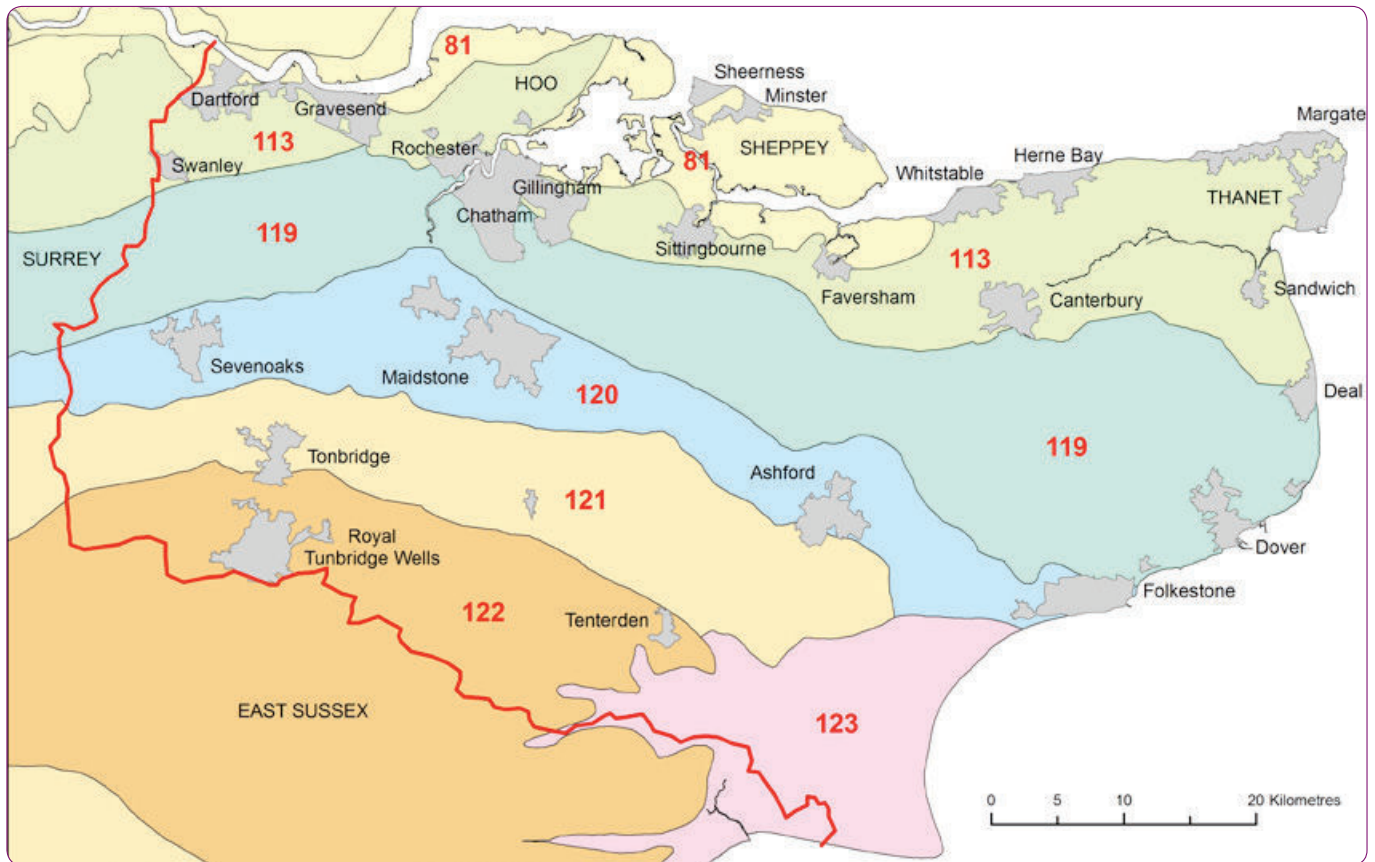 81
HOO
Sheerness
Minster
Dartford
Gravesend
Margate
113
Rochester
81
SHEPPEY
Herne Bay
Swanley
Whitstable
Gillingham
THANET
Chatham
119
Sittingbourne
SURREY
113
Faversham
Canterbury
Sandwich
Sevenoaks
Maidstone
120
Deal
119
Tonbridge
Ashford
121
Royal
Tunbridge Wells
Dover
Folkestone
122
Tenterden
EAST SUSSEX
123
0 5 10 20 Kilometres